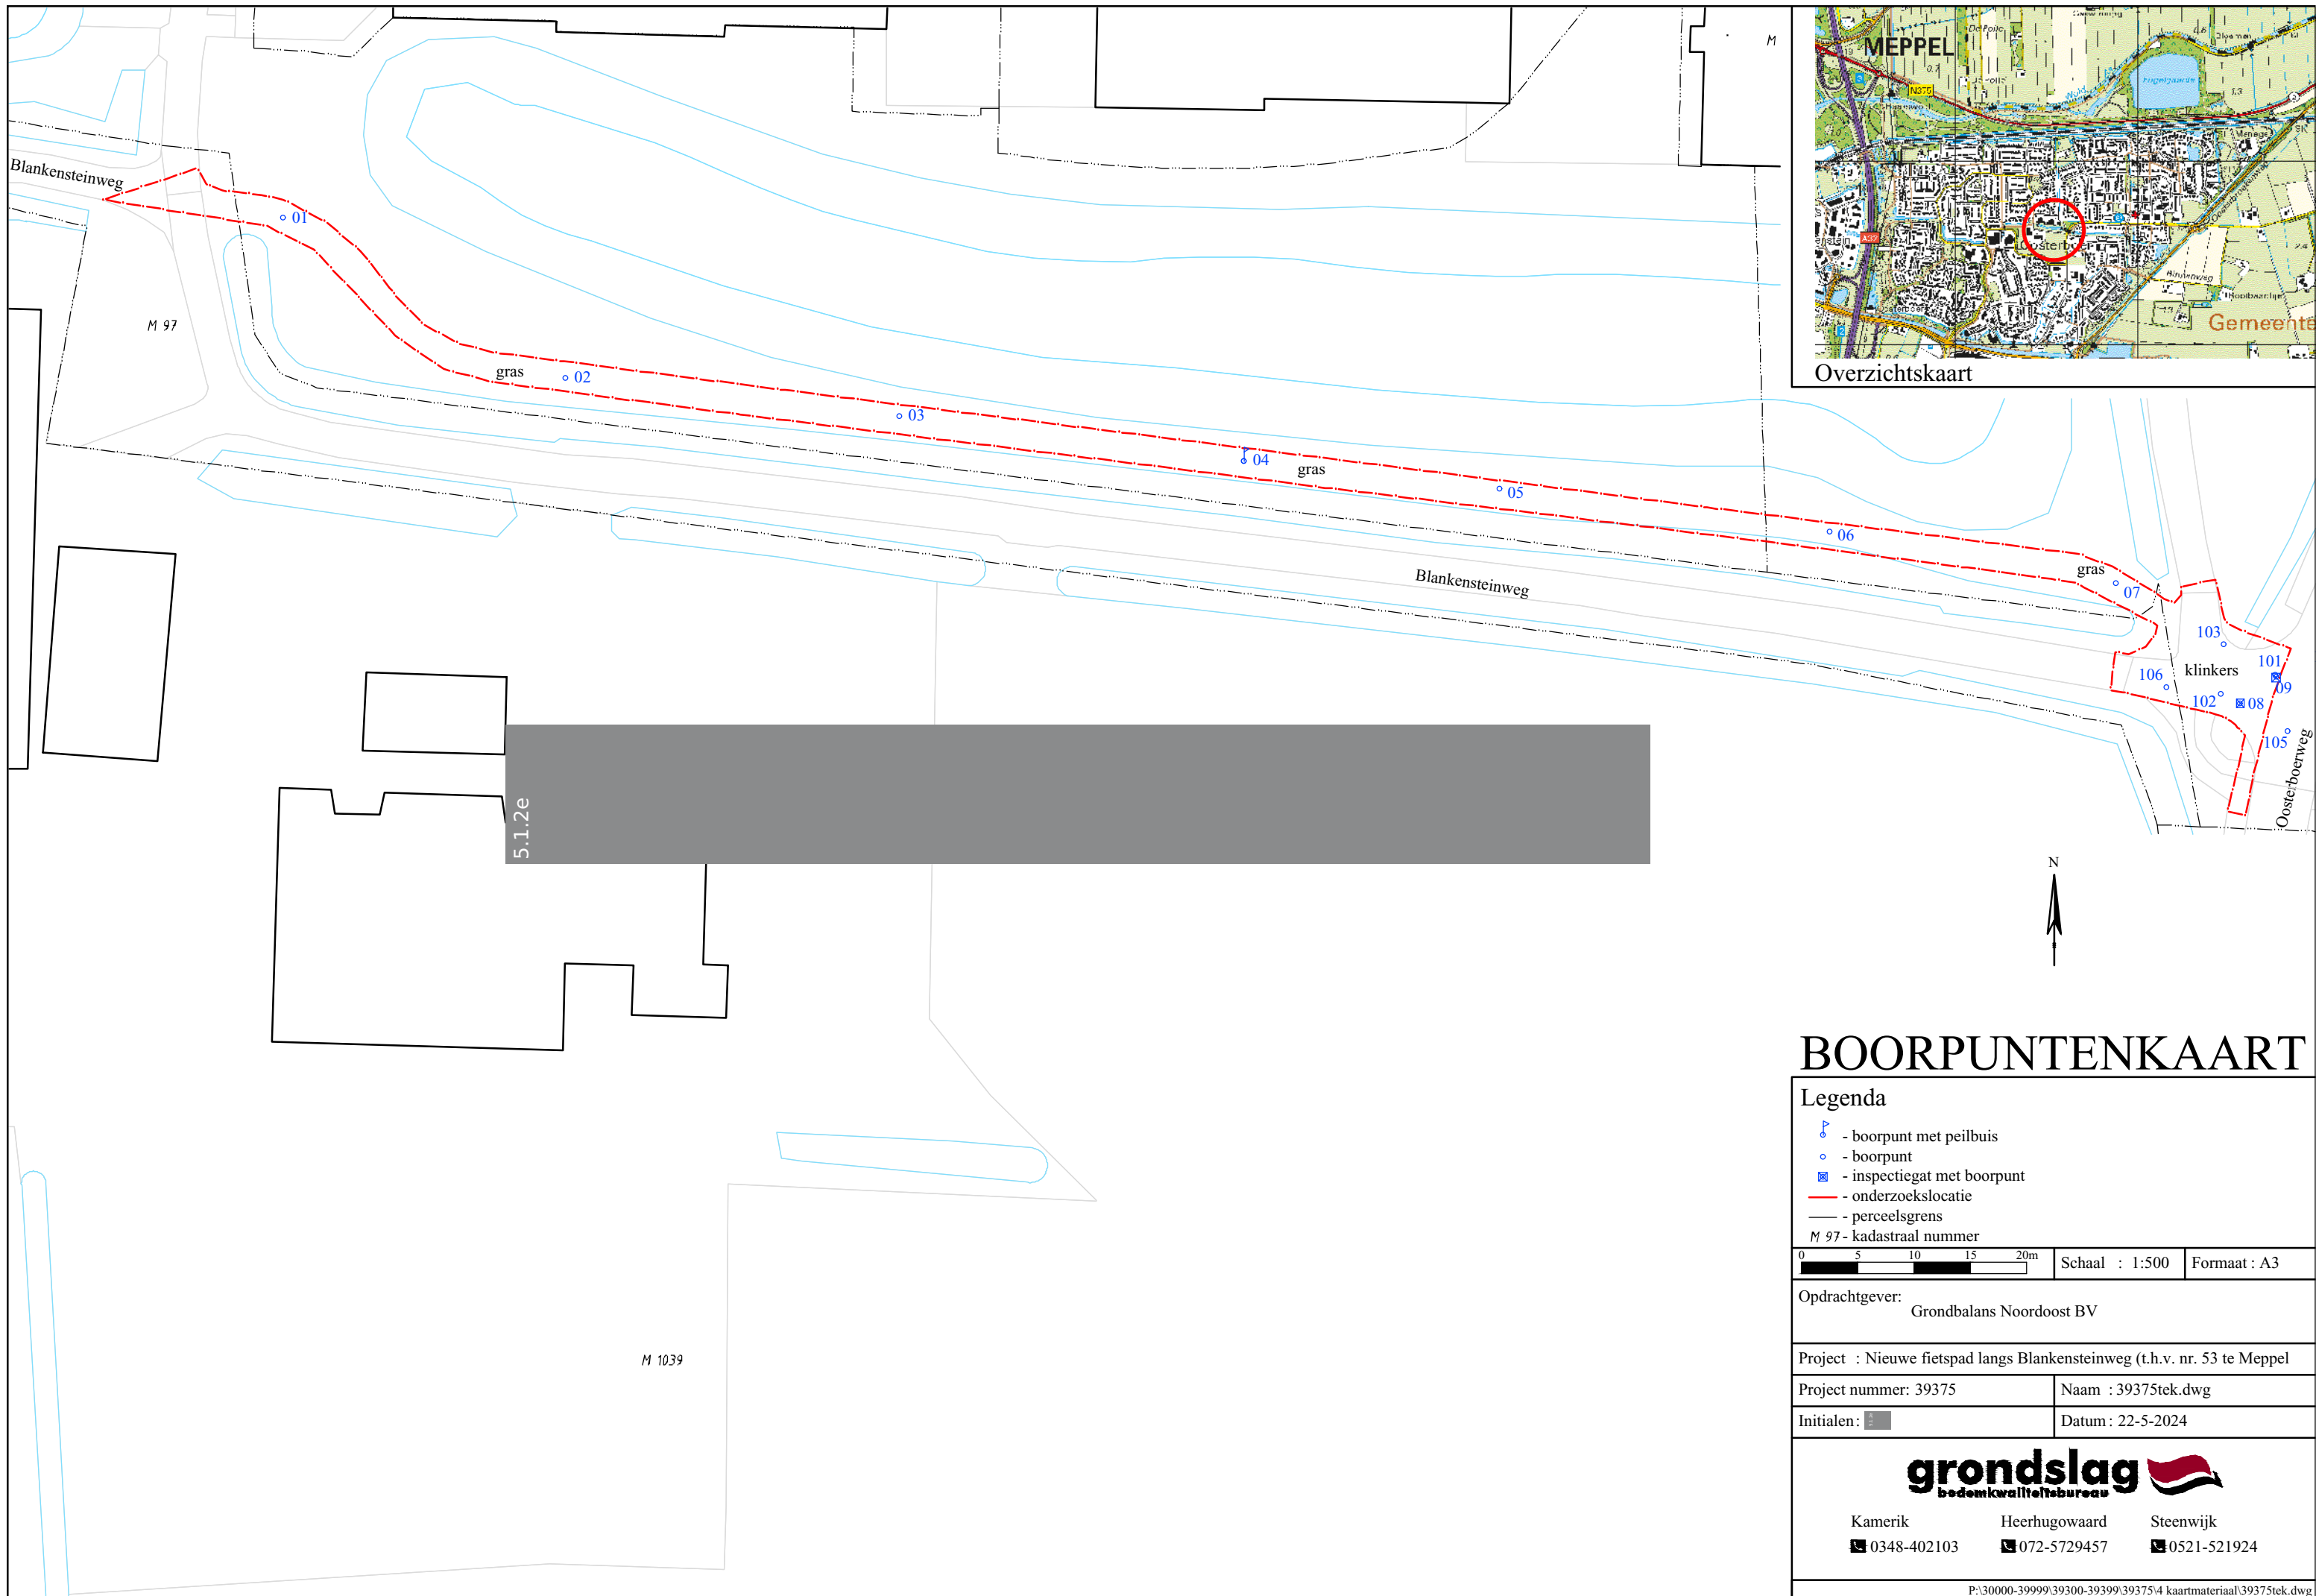 Blankensteinweg
M 97
01
gras
02
03
04
gras
05
06
gras
07
Blankensteinweg
103
101
klinkers
106
09
102
08
105
Oosterboerweg
M
5.1.2e
M 1039
MEPPEL
N375
A32
Gemeente
Overzichtskaart
N
BOORPUNTENKAART
Legenda
- boorpunt met peilbuis
- boorpunt
- inspectiegat met boorpunt
- onderzoekslocatie
- perceelsgrens
M 97 - kadastraal nummer
0 5 10 15 20m
Schaal : 1:500
Formaat : A3
Opdrachtgever:
Grondbalans Noordoost BV
Project : Nieuwe fietspad langs Blankensteinweg (t.h.v. nr. 53 te Meppel
Project nummer: 39375
Naam : 39375tek.dwg
Initialen:
Datum : 22-5-2024
grondslag
bodemkwaliteitsbureau
Kamerik
0348-402103
Heerhugowaard
072-5729457
Steenwijk
0521-521924
P:\30000-39999\39300-39399\39375\4 kaartmateriaal\39375tek.dwg